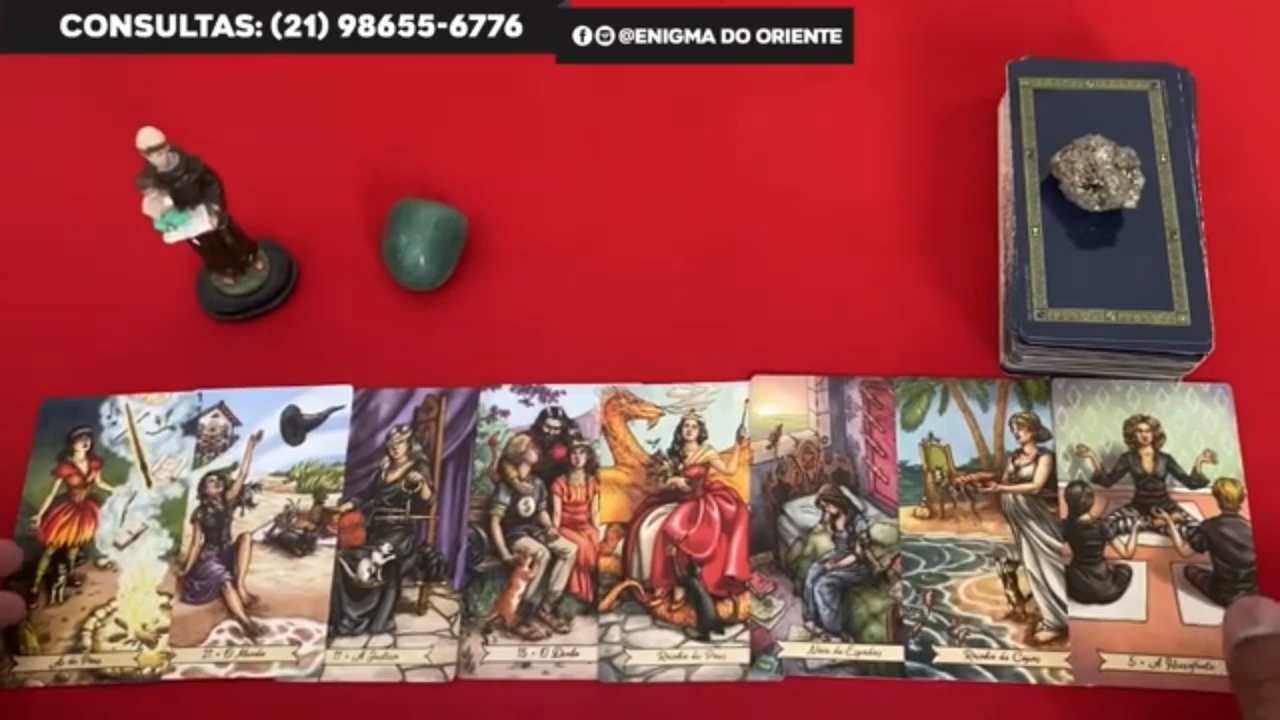 CONSULTAS: (21) 98655-6776
@ENIGMA DO ORIENTE
Ás de Paus
21 • O Mundo
11 • A Justiça
15 • O Diabo
Rainha de Paus
Nove de Espadas
Rainha de Copas
5 • A Hierofante